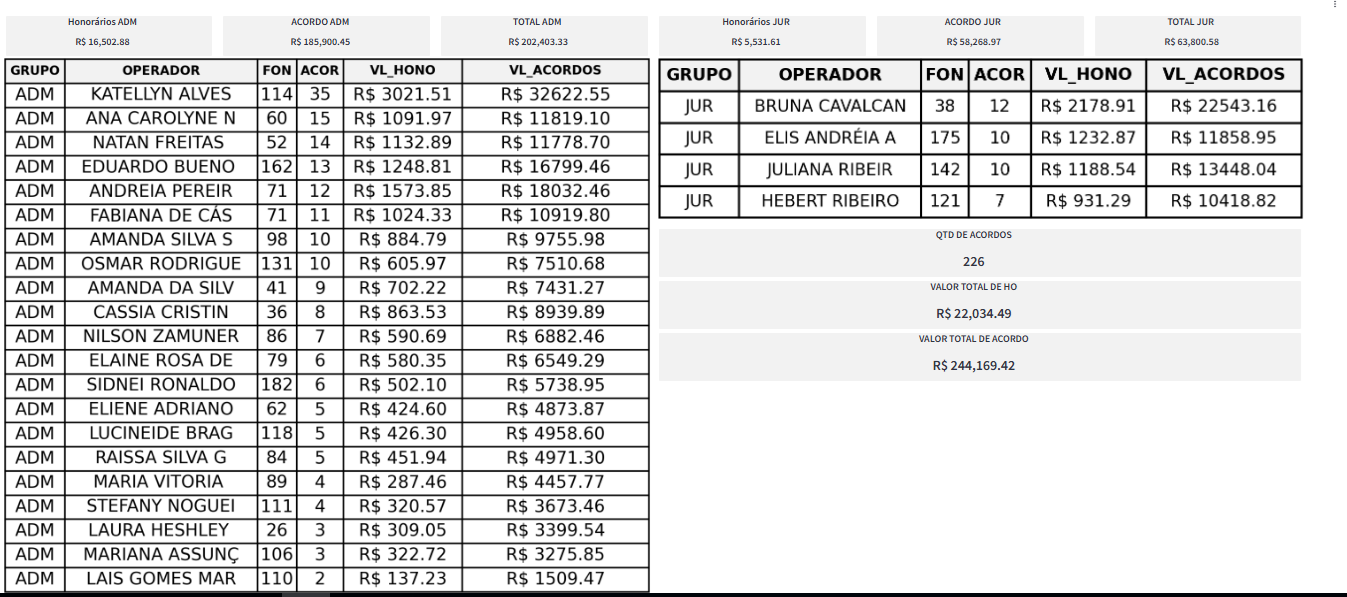 Honorários ADM
R$ 16,502.88
ACORDO ADM
R$ 185,900.45
TOTAL ADM
R$ 202,403.33
Honorários JUR
R$ 5,531.61
ACORDO JUR
R$ 58,268.97
TOTAL JUR
R$ 63,800.58
GRUPO OPERADOR FON ACOR VL_HONO VL_ACORDOS
ADM KATELLYN ALVES 114 35 R$ 3021.51 R$ 32622.55
ADM ANA CAROLYNE N 60 15 R$ 1091.97 R$ 11819.10
ADM NATAN FREITAS 52 14 R$ 1132.89 R$ 11778.70
ADM EDUARDO BUENO 162 13 R$ 1248.81 R$ 16799.46
ADM ANDREIA PEREIR 71 12 R$ 1573.85 R$ 18032.46
ADM FABIANA DE CÁS 71 11 R$ 1024.33 R$ 10919.80
ADM AMANDA SILVA S 98 10 R$ 884.79 R$ 9755.98
ADM OSMAR RODRIGUE 131 10 R$ 605.97 R$ 7510.68
ADM AMANDA DA SILV 41 9 R$ 702.22 R$ 7431.27
ADM CASSIA CRISTIN 36 8 R$ 863.53 R$ 8939.89
ADM NILSON ZAMUNER 86 7 R$ 590.69 R$ 6882.46
ADM ELAINE ROSA DE 79 6 R$ 580.35 R$ 6549.29
ADM SIDNEI RONALDO 182 6 R$ 502.10 R$ 5738.95
ADM ELIENE ADRIANO 62 5 R$ 424.60 R$ 4873.87
ADM LUCINEIDE BRAG 118 5 R$ 426.30 R$ 4958.60
ADM RAISSA SILVA G 84 5 R$ 451.94 R$ 4971.30
ADM MARIA VITORIA 89 4 R$ 287.46 R$ 4457.77
ADM STEFANY NOGUEI 111 4 R$ 320.57 R$ 3673.46
ADM LAURA HESHLEY 26 3 R$ 309.05 R$ 3399.54
ADM MARIANA ASSUNÇ 106 3 R$ 322.72 R$ 3275.85
ADM LAIS GOMES MAR 110 2 R$ 137.23 R$ 1509.47
GRUPO OPERADOR FON ACOR VL_HONO VL_ACORDOS
JUR BRUNA CAVALCAN 38 12 R$ 2178.91 R$ 22543.16
JUR ELIS ANDRÉIA A 175 10 R$ 1232.87 R$ 11858.95
JUR JULIANA RIBEIR 142 10 R$ 1188.54 R$ 13448.04
JUR HEBERT RIBEIRO 121 7 R$ 931.29 R$ 10418.82
QTD DE ACORDOS
226
VALOR TOTAL DE HO
R$ 22,034.49
VALOR TOTAL DE ACORDO
R$ 244,169.42